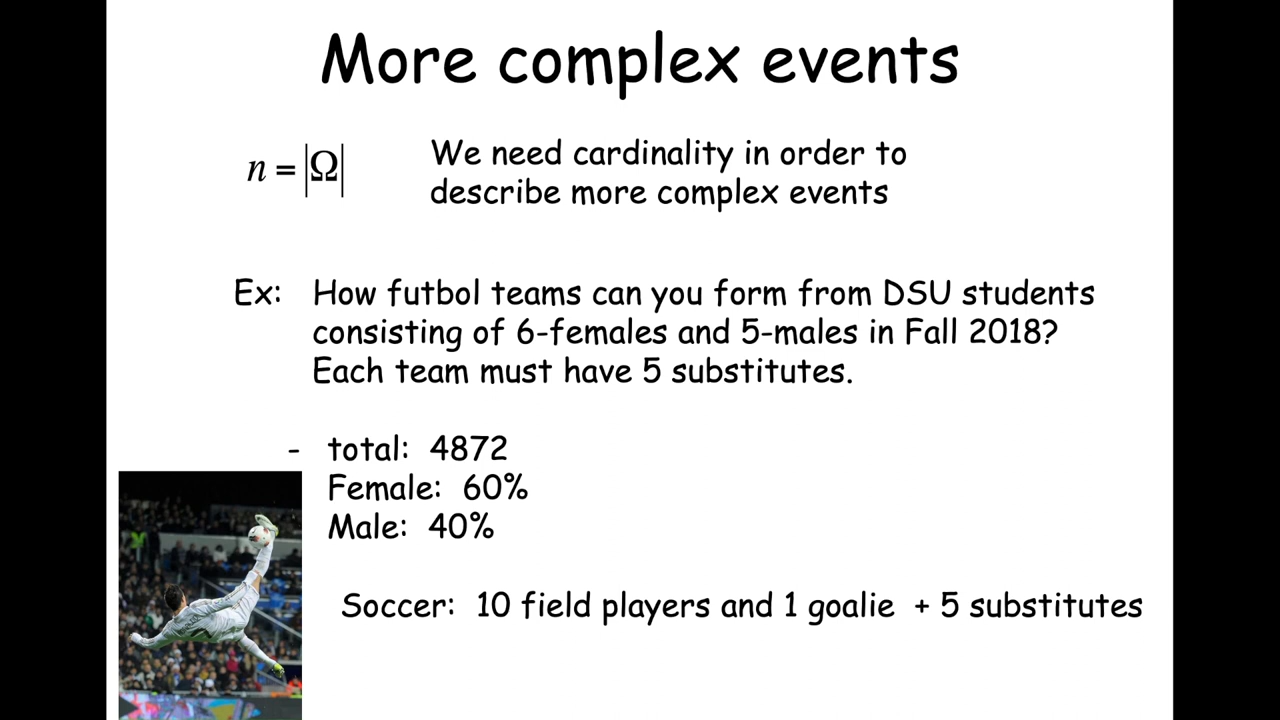 More complex events
n = |Ω|
We need cardinality in order to
describe more complex events
Ex: How futbol teams can you form from DSU students
consisting of 6-females and 5-males in Fall 2018?
Each team must have 5 substitutes.
- total: 4872
Female: 60%
Male: 40%
Soccer: 10 field players and 1 goalie + 5 substitutes